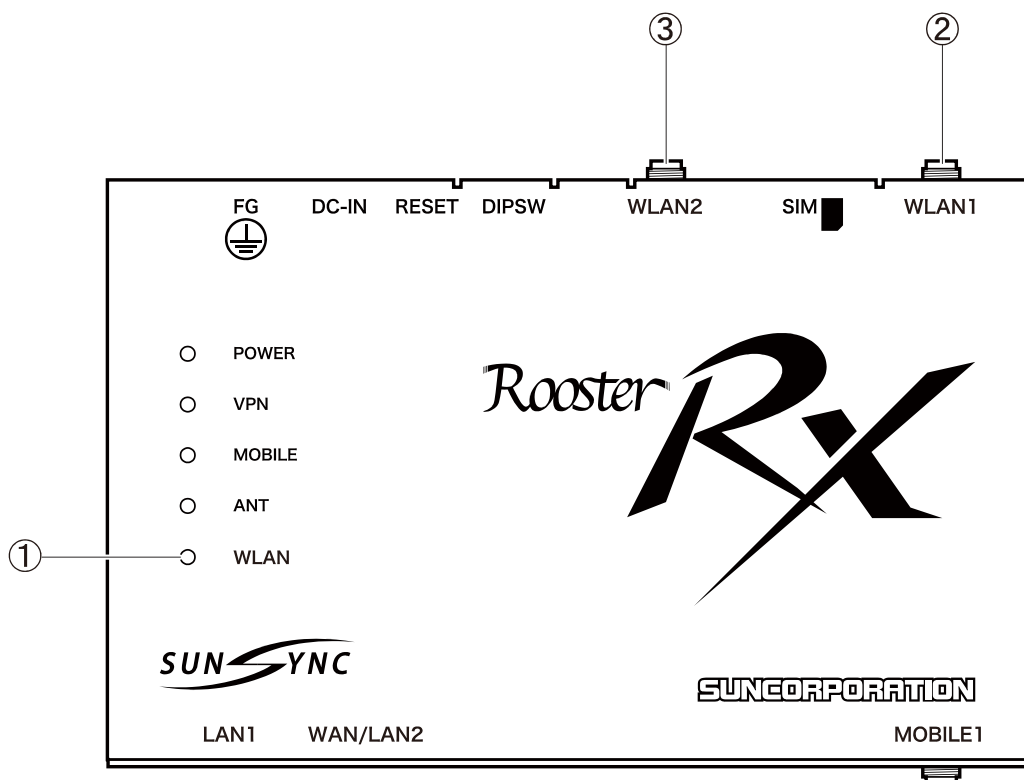 ③ ②
FG DC-IN RESET DIPSW WLAN2 SIM WLAN1
POWER
Rooster RX
VPN
MOBILE
ANT
① WLAN
SUNSYNC
SUNCORPORATION
LAN1 WAN/LAN2 MOBILE1